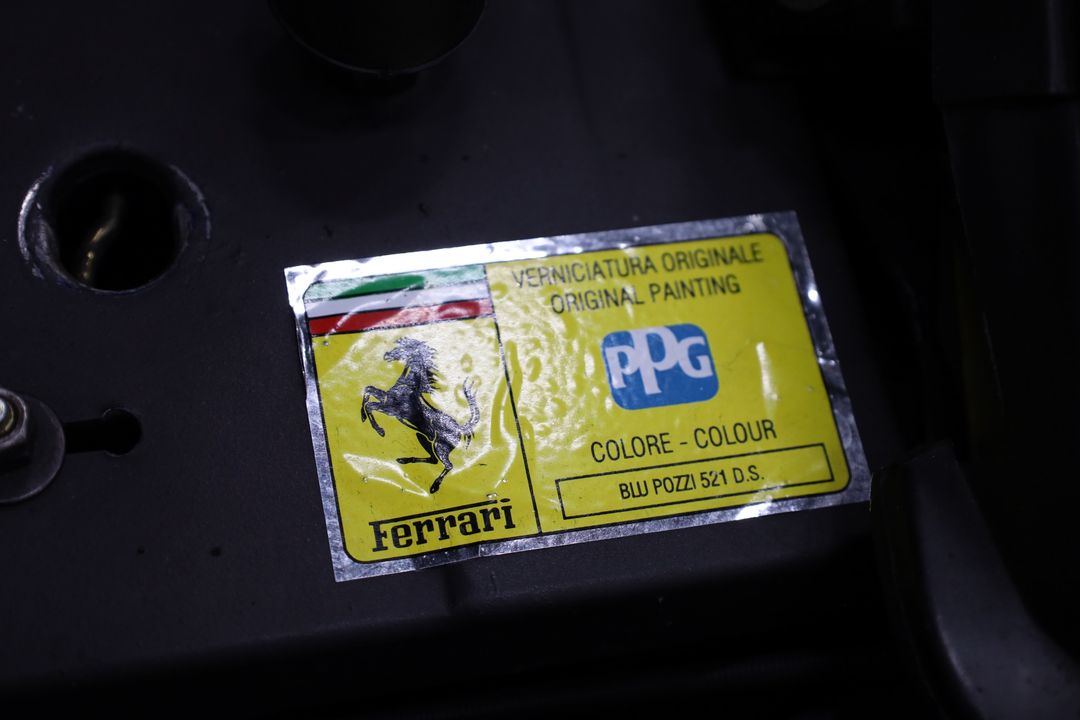 VERNICIATURA ORIGINALE
ORIGINAL PAINTING
PPG
COLORE - COLOUR
BLU POZZI 521 D.S.
Ferrari